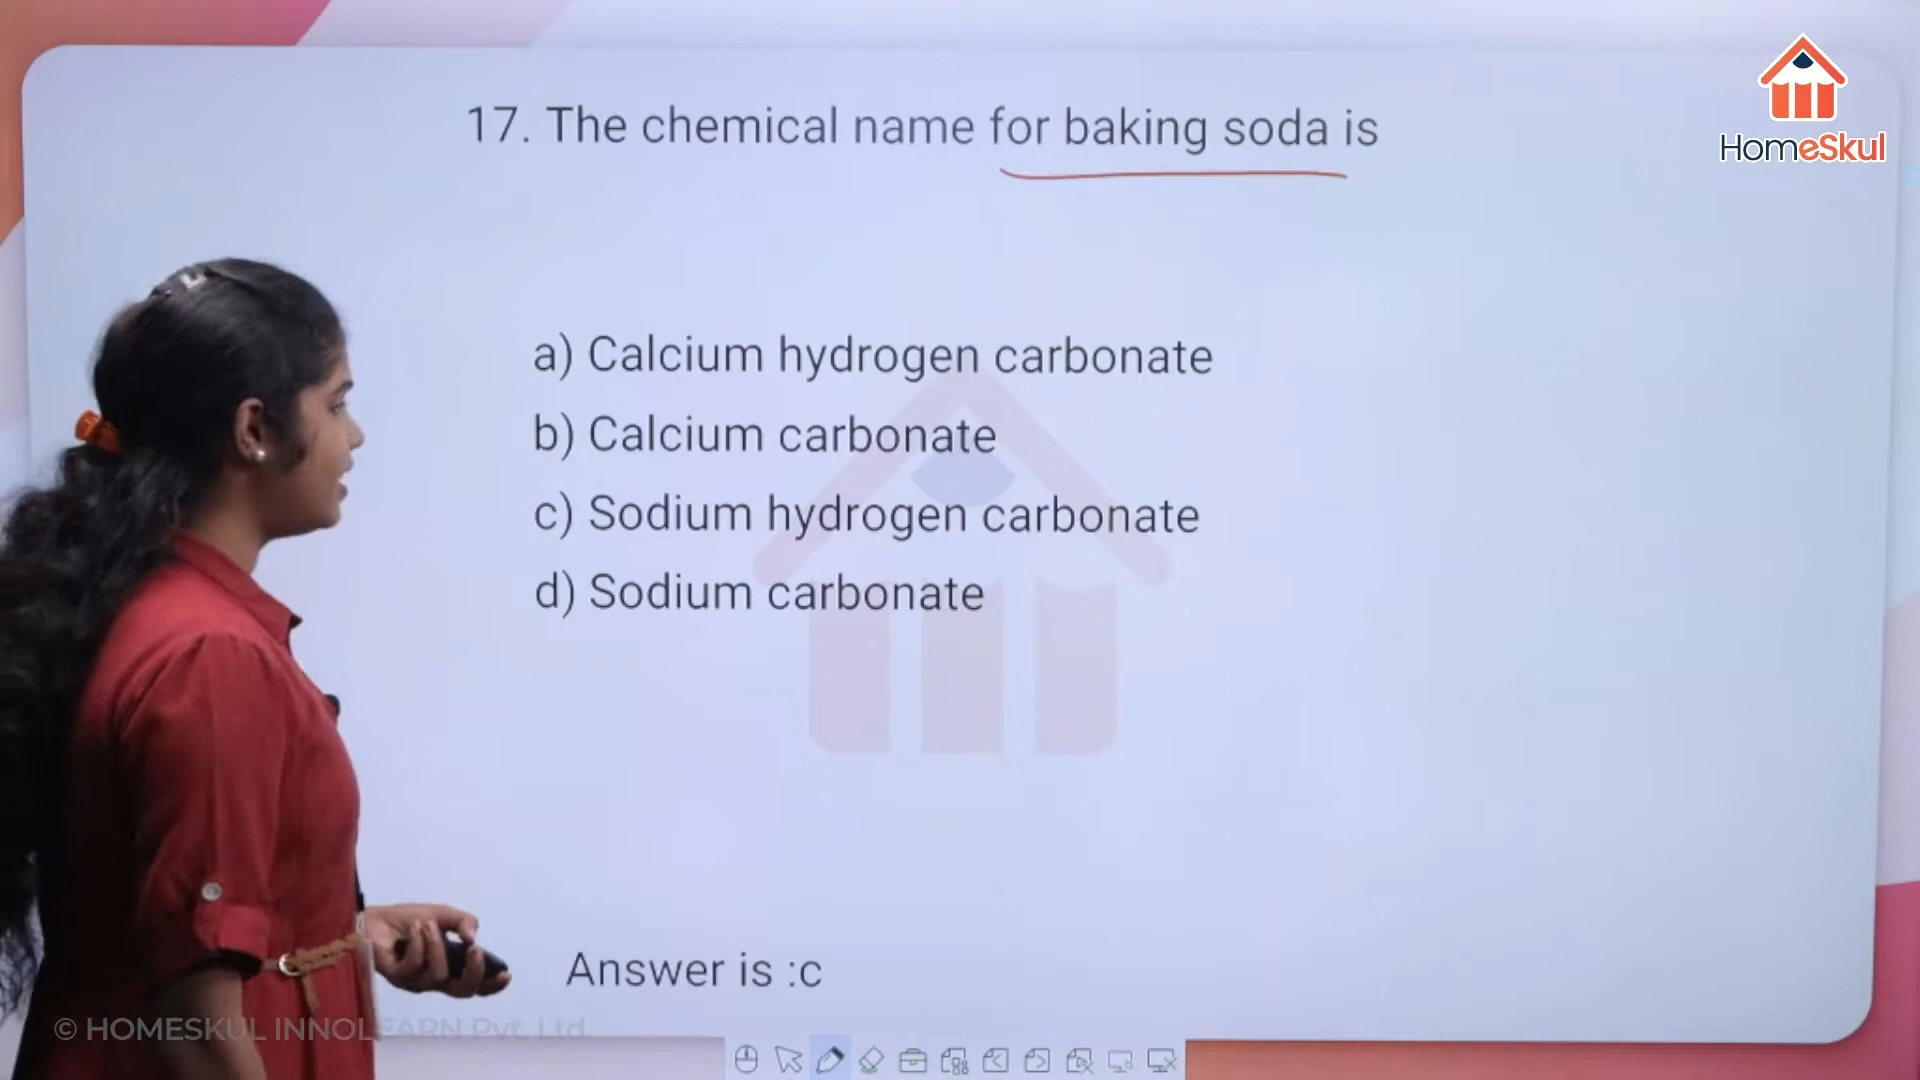 17. The chemical name for baking soda is
HomeSkul
a) Calcium hydrogen carbonate
b) Calcium carbonate
c) Sodium hydrogen carbonate
d) Sodium carbonate
Answer is :c
© HOMESKUL INNOLEARN Pvt. Ltd.